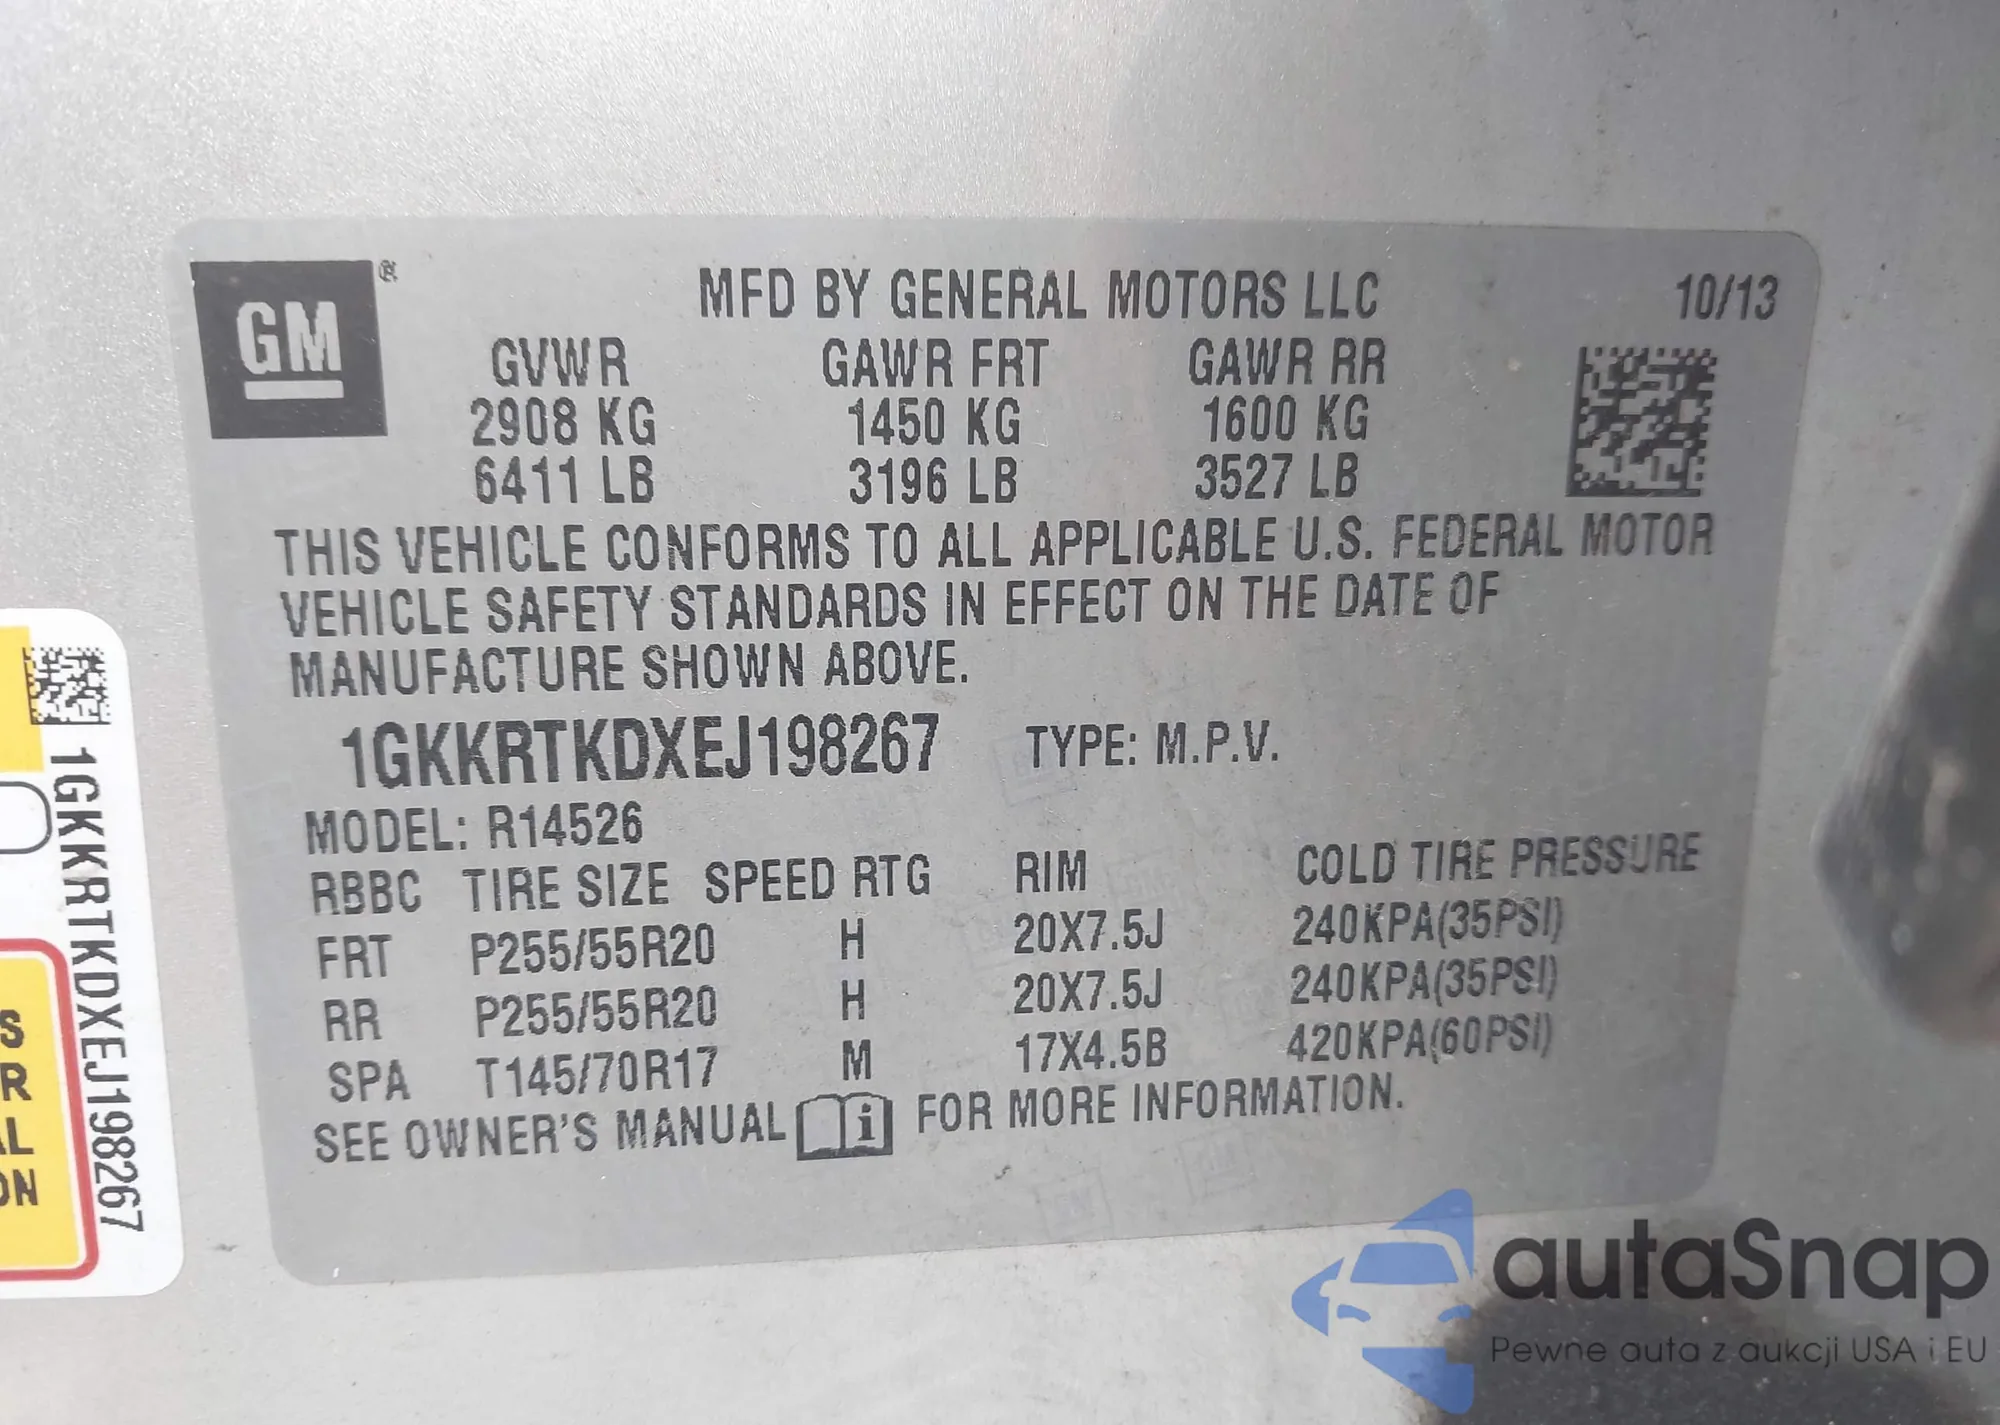 GM ®
MFD BY GENERAL MOTORS LLC 10/13
GVWR GAWR FRT GAWR RR
2908 KG 1450 KG 1600 KG
6411 LB 3196 LB 3527 LB
THIS VEHICLE CONFORMS TO ALL APPLICABLE U.S. FEDERAL MOTOR
VEHICLE SAFETY STANDARDS IN EFFECT ON THE DATE OF
MANUFACTURE SHOWN ABOVE.
1GKKRTKDXEJ198267 TYPE: M.P.V.
MODEL: R14526
RBBC TIRE SIZE SPEED RTG RIM COLD TIRE PRESSURE
FRT P255/55R20 H 20X7.5J 240KPA(35PSI)
RR P255/55R20 H 20X7.5J 240KPA(35PSI)
SPA T145/70R17 M 17X4.5B 420KPA(60PSI)
SEE OWNER'S MANUAL i FOR MORE INFORMATION.
1GKKRTKDXEJ198267
S
R
AL
ON
autaSnap
Pewne auta z aukcji USA i EU